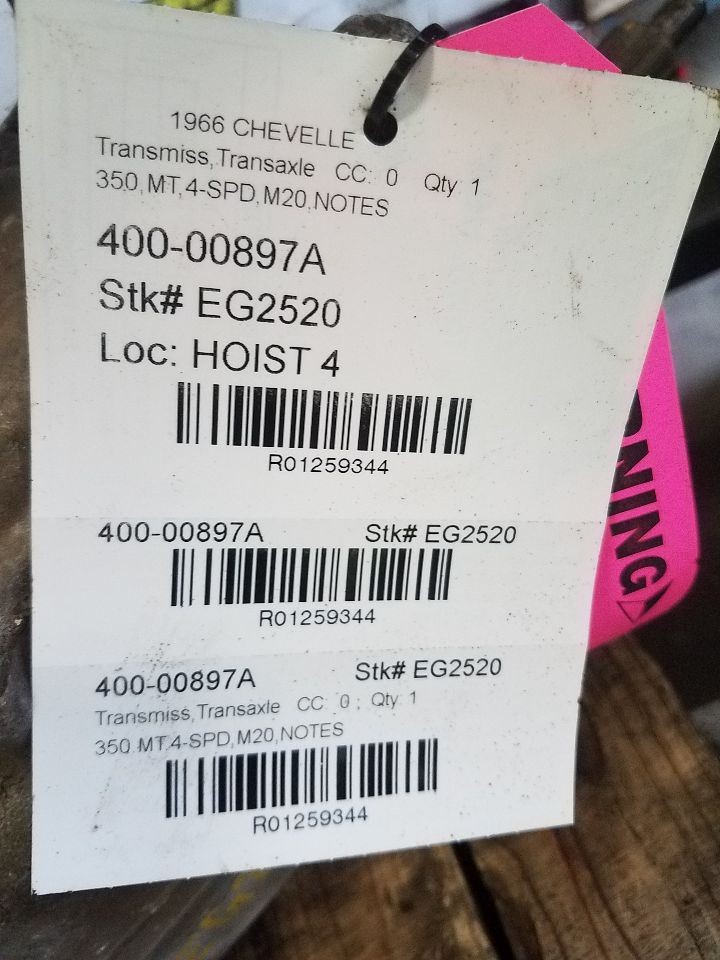 1966 CHEVELLE
Transmiss,Transaxle CC: 0 Qty 1
350,MT,4-SPD,M20,NOTES
400-00897A
Stk# EG2520
Loc: HOIST 4
R01259344
400-00897A Stk# EG2520
R01259344
400-00897A Stk# EG2520
Transmiss,Transaxle CC: 0 ; Qty 1
350 MT,4-SPD,M20,NOTES
R01259344